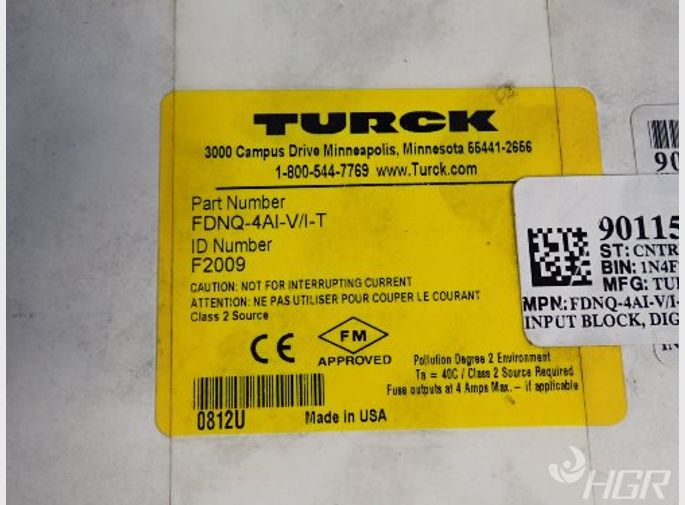 TURCK
3000 Campus Drive Minneapolis, Minnesota 55441-2656
1-800-544-7769 www.Turck.com
Part Number
FDNQ-4AI-V/I-T
ID Number
F2009
CAUTION: NOT FOR INTERRUPTING CURRENT
ATTENTION: NE PAS UTILISER POUR COUPER LE COURANT
Class 2 Source
CE
FM
APPROVED
Pollution Degree 2 Environment
Ta = 40C / Class 2 Source Required
Fuse outputs at 4 Amps Max. – if applicable
0812U
Made in USA
90
90115
ST: CNTR
BIN: 1N4F
MFG: TU
MPN: FDNQ-4AI-V/I-
INPUT BLOCK, DIG
IN
HGR